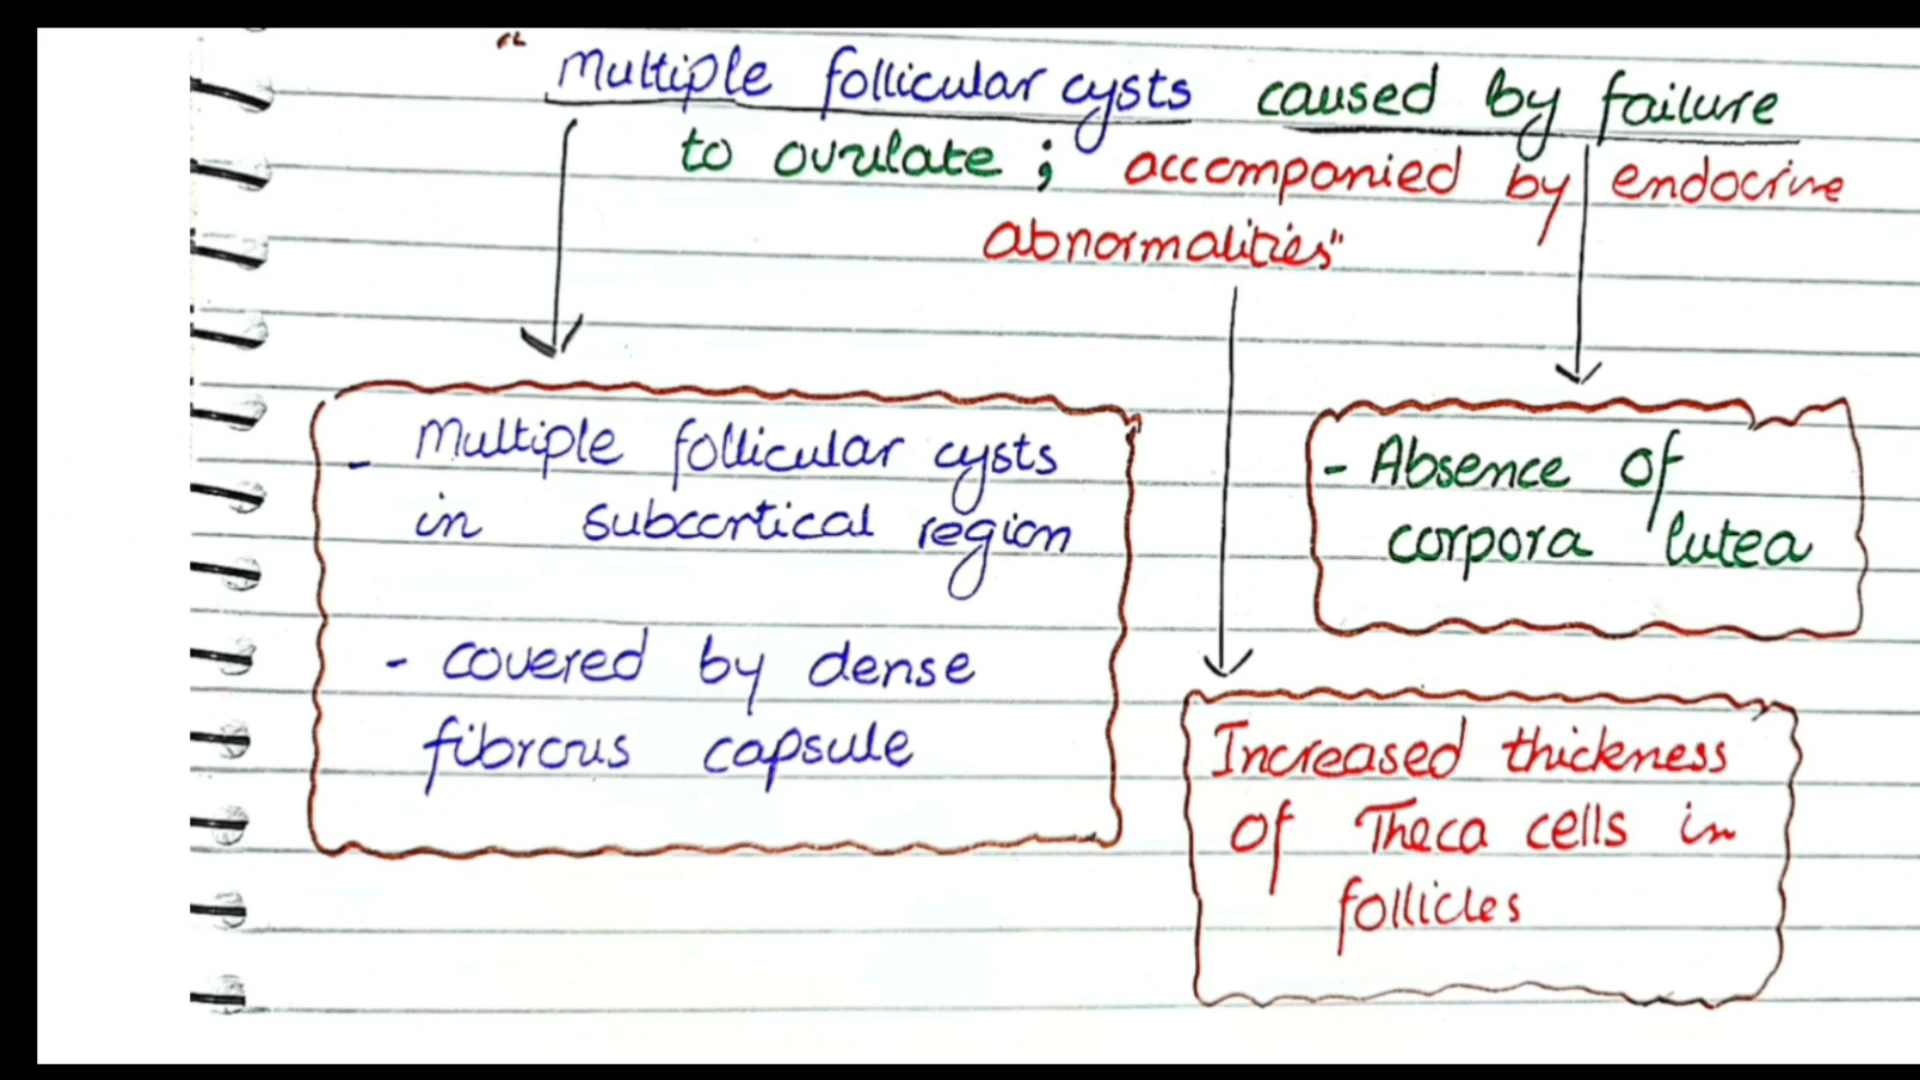 "Multiple follicular cysts caused by failure
to ovulate; accompanied by endocrine
abnormalities"
- Multiple follicular cysts
in subcortical region
- covered by dense
fibrous capsule
- Absence of
corpora lutea
Increased thickness
of Theca cells in
follicles